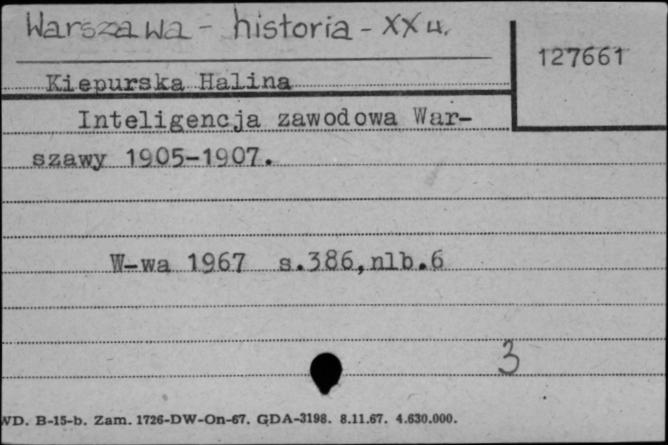 Warszawa - historia - XX w.
127661
Kiepurska Halina
Inteligencja zawodowa War-
szawy 1905-1907.
W-wa 1967 s.386,nlb.6
3
WD. B-15-b. Zam. 1726-DW-On-67. GDA-3198. 8.11.67. 4.630.000.